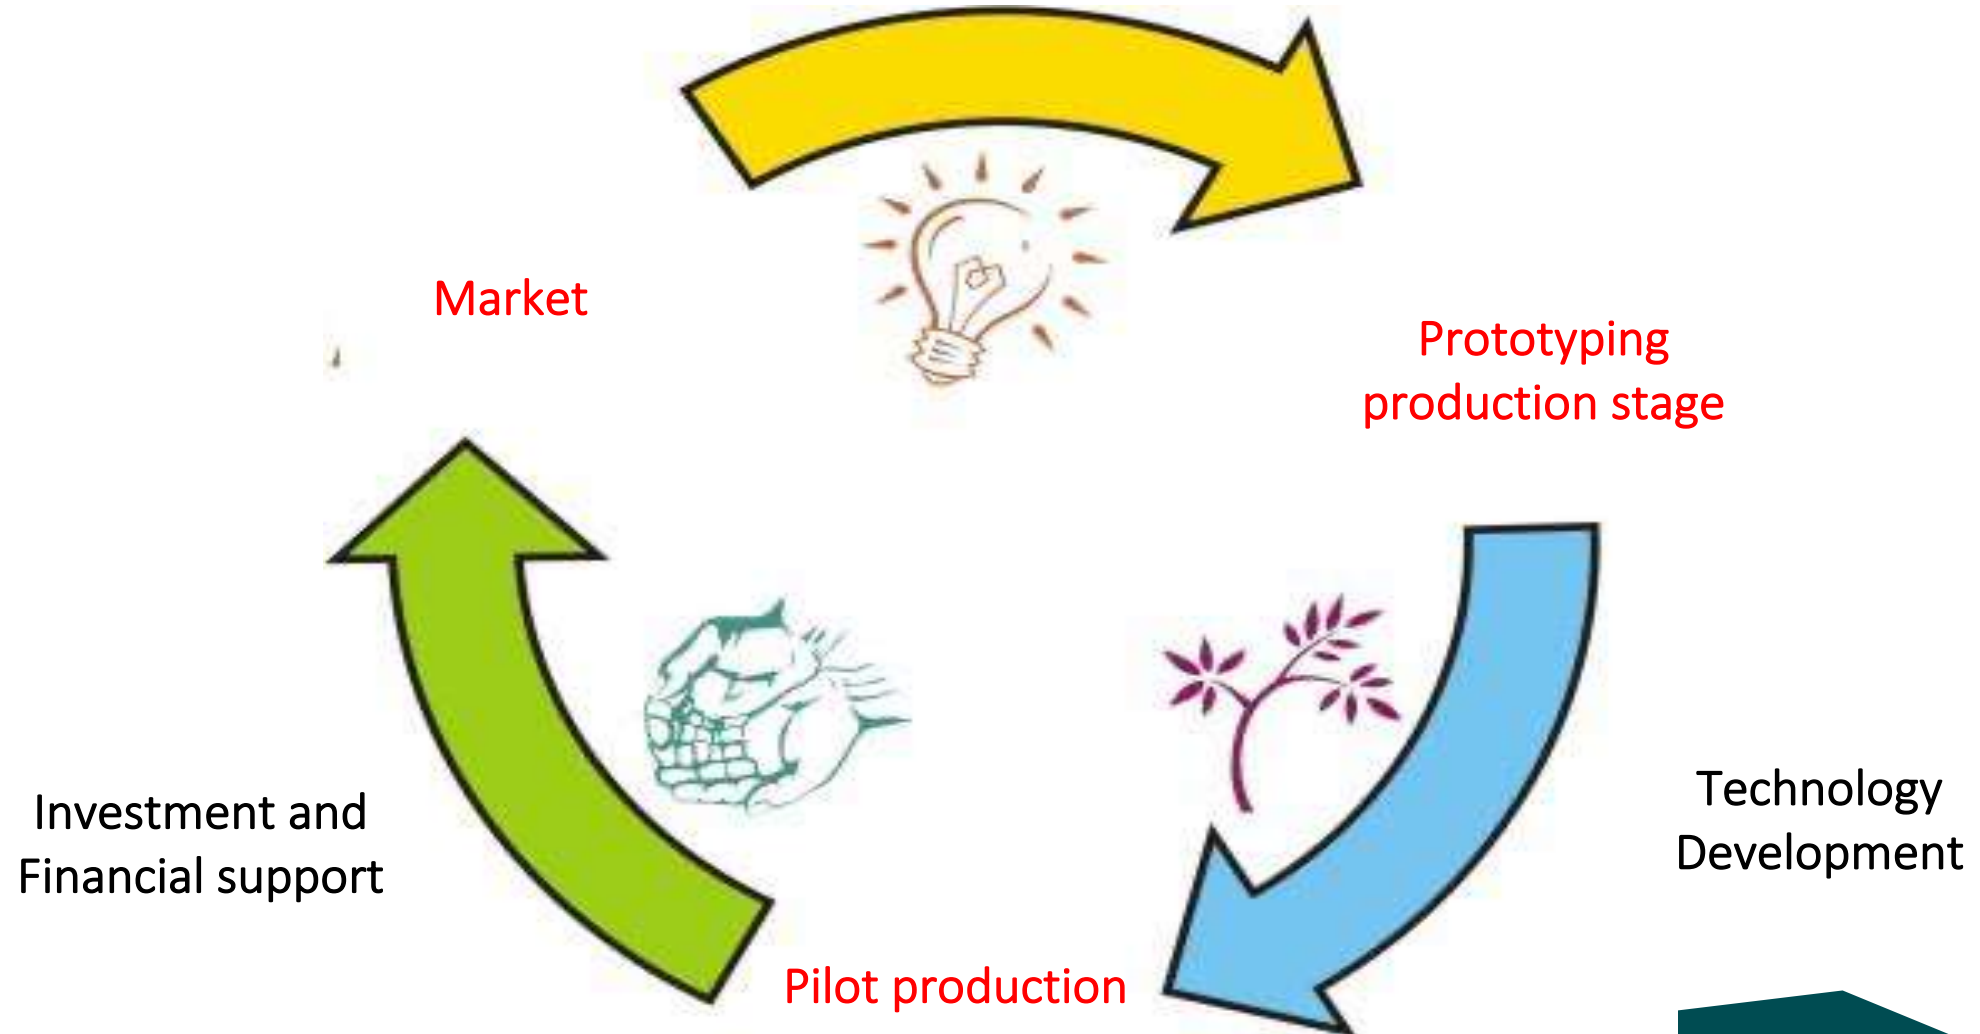 Market
Prototyping
production stage
Technology
Development
Investment and
Financial support
Pilot production